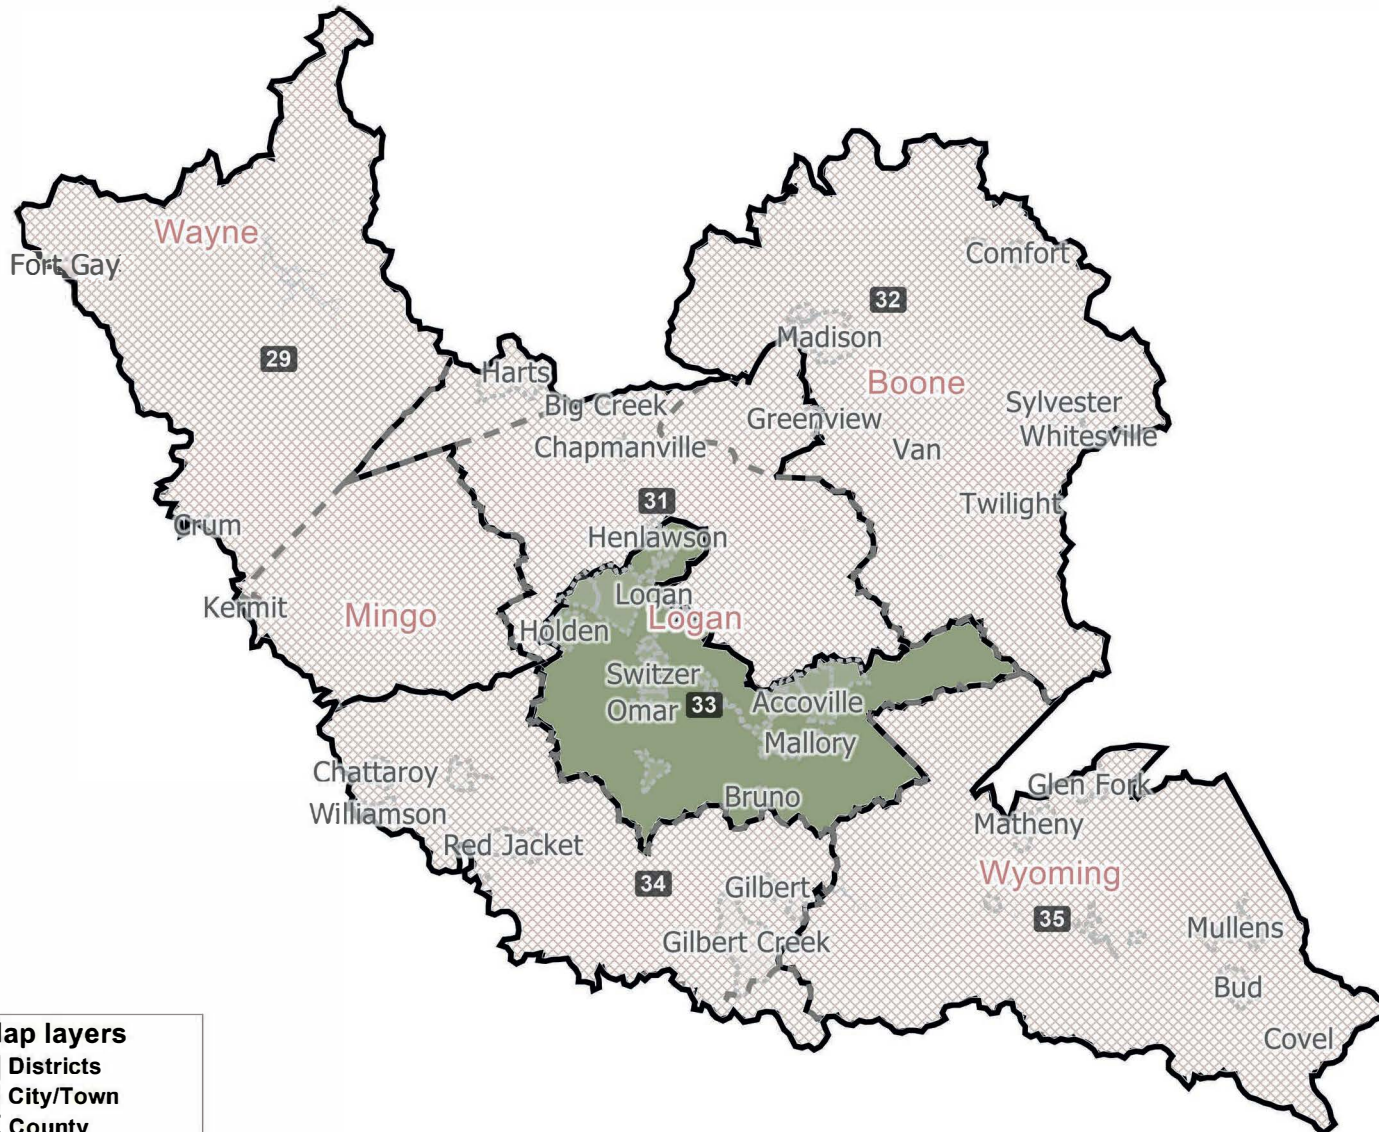 Wayne
Fort Gay
Comfort
32
Madison
29
Harts
Boone
Big Creek
Greenview
Sylvester
Chapmanville
Whitesville
Van
31
Twilight
Crum
Henlawson
Kermit
Mingo
Logan
Logan
Holden
Switzer
Omar
33
Accoville
Mallory
Chattaroy
Glen Fork
Bruno
Williamson
Matheny
Red Jacket
Wyoming
34
Gilbert
35
Mullens
Gilbert Creek
Bud
Covel
ap layers
Districts
City/Town
County